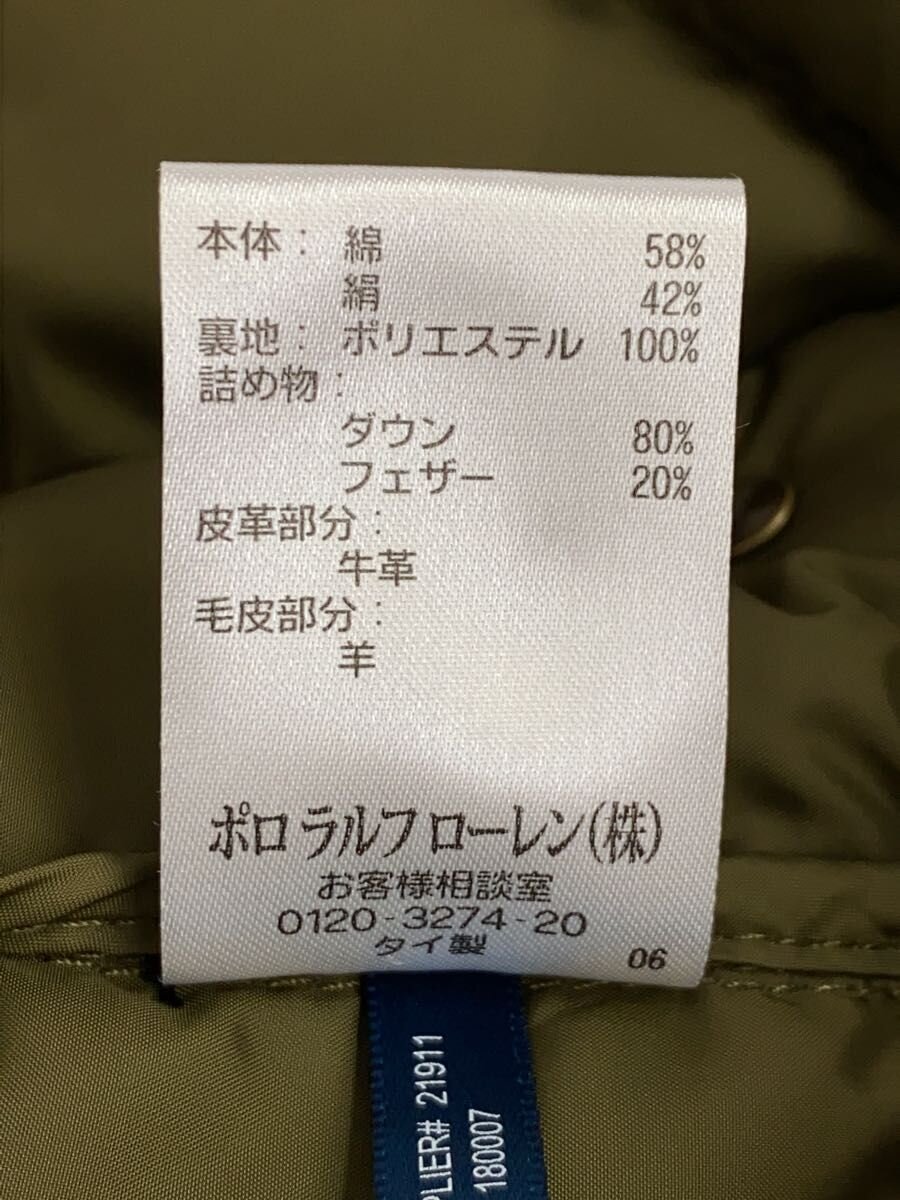 本体： 綿 58%
絹 42%
裏地： ポリエステル 100%
詰め物：
ダウン 80%
フェザー 20%
皮革部分：
牛革
毛皮部分：
羊
ポロ ラルフ ローレン(株)
お客様相談室
0120-3274-20
タイ製
06
PLIER# 21911
180007